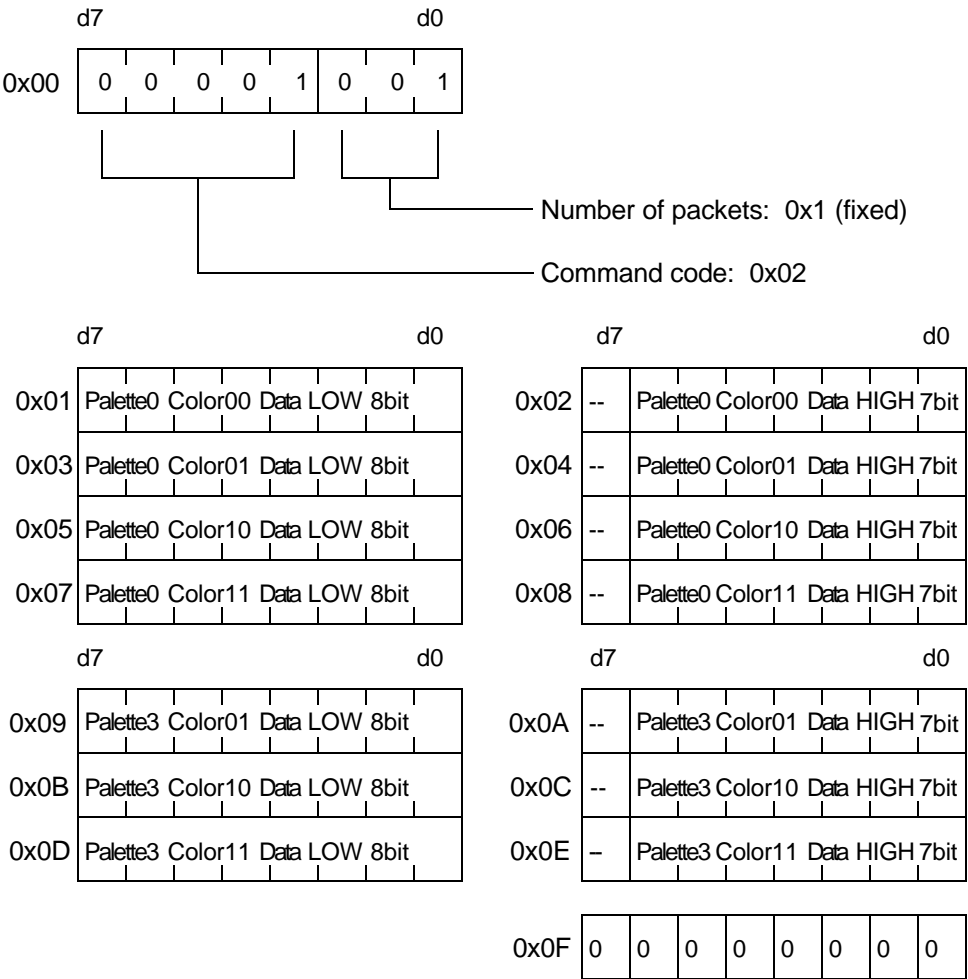 d7 d0
0x00 0 0 0 0 1 0 0 1
Number of packets: 0x1 (fixed)
Command code: 0x02
d7 d0 d7 d0
0x01 Palette0 Color00 Data LOW 8bit 0x02 -- Palette0 Color00 Data HIGH 7bit
0x03 Palette0 Color01 Data LOW 8bit 0x04 -- Palette0 Color01 Data HIGH 7bit
0x05 Palette0 Color10 Data LOW 8bit 0x06 -- Palette0 Color10 Data HIGH 7bit
0x07 Palette0 Color11 Data LOW 8bit 0x08 -- Palette0 Color11 Data HIGH 7bit
d7 d0 d7 d0
0x09 Palette3 Color01 Data LOW 8bit 0x0A -- Palette3 Color01 Data HIGH 7bit
0x0B Palette3 Color10 Data LOW 8bit 0x0C -- Palette3 Color10 Data HIGH 7bit
0x0D Palette3 Color11 Data LOW 8bit 0x0E – Palette3 Color11 Data HIGH 7bit
0x0F 0 0 0 0 0 0 0 0